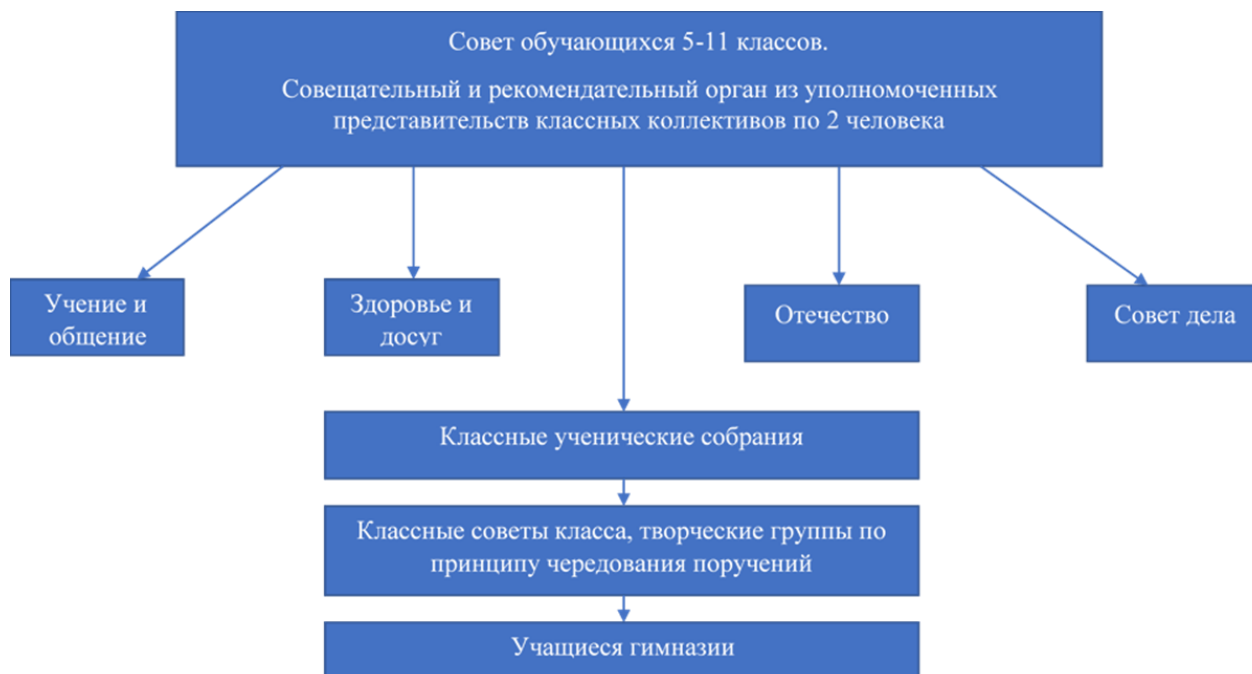 Совет обучающихся 5-11 классов.
Совещательный и рекомендательный орган из уполномоченных
представительств классных коллективов по 2 человека
Учение и
общение
Здоровье и
досуг
Отечество
Совет дела
Классные ученические собрания
Классные советы класса, творческие группы по
принципу чередования поручений
Учащиеся гимназии